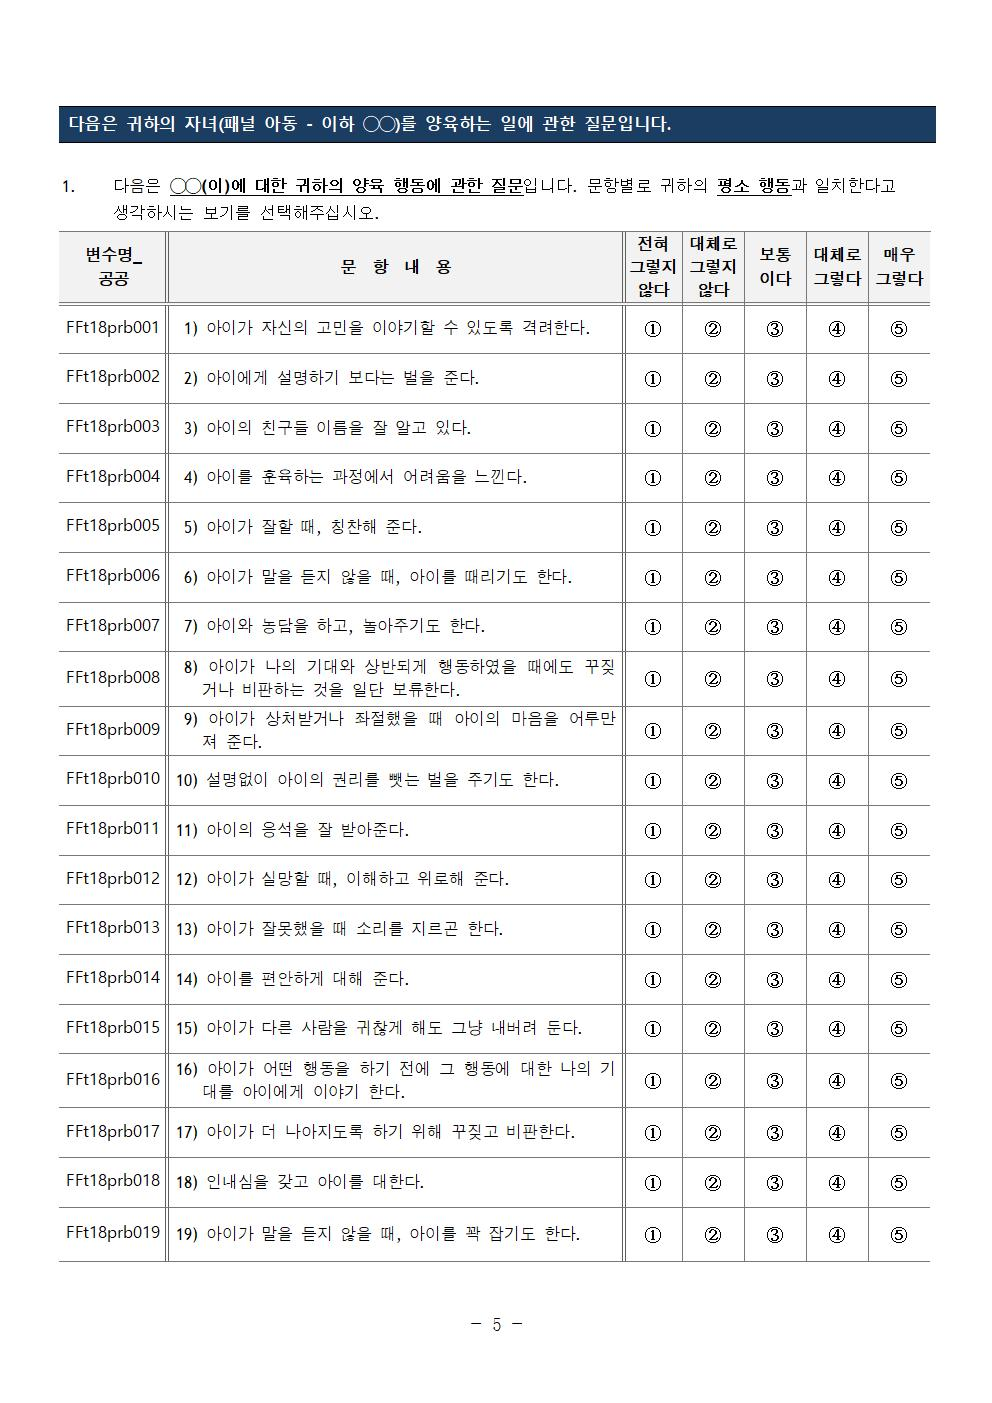 다음은 귀하의 자녀(패널 아동 - 이하 ◯◯)를 양육하는 일에 관한 질문입니다.
1. 다음은 ◯◯(이)에 대한 귀하의 양육 행동에 관한 질문입니다. 문항별로 귀하의 평소 행동과 일치한다고
생각하시는 보기를 선택해주십시오.
변수명_
공공
문 항 내 용
전혀
그렇지
않다
대체로
그렇지
않다
보통
이다
대체로
그렇다
매우
그렇다
FFt18prb001 1) 아이가 자신의 고민을 이야기할 수 있도록 격려한다. ① ② ③ ④ ⑤
FFt18prb002 2) 아이에게 설명하기 보다는 벌을 준다. ① ② ③ ④ ⑤
FFt18prb003 3) 아이의 친구들 이름을 잘 알고 있다. ① ② ③ ④ ⑤
FFt18prb004 4) 아이를 훈육하는 과정에서 어려움을 느낀다. ① ② ③ ④ ⑤
FFt18prb005 5) 아이가 잘할 때, 칭찬해 준다. ① ② ③ ④ ⑤
FFt18prb006 6) 아이가 말을 듣지 않을 때, 아이를 때리기도 한다. ① ② ③ ④ ⑤
FFt18prb007 7) 아이와 농담을 하고, 놀아주기도 한다. ① ② ③ ④ ⑤
FFt18prb008 8) 아이가 나의 기대와 상반되게 행동하였을 때에도 꾸짖
거나 비판하는 것을 일단 보류한다. ① ② ③ ④ ⑤
FFt18prb009 9) 아이가 상처받거나 좌절했을 때 아이의 마음을 어루만
져 준다. ① ② ③ ④ ⑤
FFt18prb010 10) 설명없이 아이의 권리를 뺏는 벌을 주기도 한다. ① ② ③ ④ ⑤
FFt18prb011 11) 아이의 응석을 잘 받아준다. ① ② ③ ④ ⑤
FFt18prb012 12) 아이가 실망할 때, 이해하고 위로해 준다. ① ② ③ ④ ⑤
FFt18prb013 13) 아이가 잘못했을 때 소리를 지르곤 한다. ① ② ③ ④ ⑤
FFt18prb014 14) 아이를 편안하게 대해 준다. ① ② ③ ④ ⑤
FFt18prb015 15) 아이가 다른 사람을 귀찮게 해도 그냥 내버려 둔다. ① ② ③ ④ ⑤
FFt18prb016 16) 아이가 어떤 행동을 하기 전에 그 행동에 대한 나의 기
대를 아이에게 이야기 한다. ① ② ③ ④ ⑤
FFt18prb017 17) 아이가 더 나아지도록 하기 위해 꾸짖고 비판한다. ① ② ③ ④ ⑤
FFt18prb018 18) 인내심을 갖고 아이를 대한다. ① ② ③ ④ ⑤
FFt18prb019 19) 아이가 말을 듣지 않을 때, 아이를 꽉 잡기도 한다. ① ② ③ ④ ⑤
- 5 -